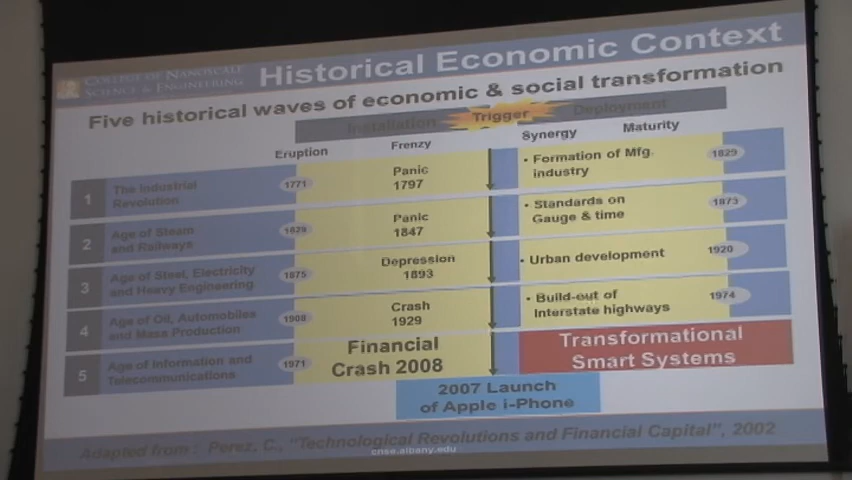 COLLEGE OF NANOSCALE
SCIENCE & ENGINEERING
Historical Economic Context
Five historical waves of economic & social transformation
Installation
Trigger
Deployment
Eruption
Frenzy
Synergy
Maturity
1
The Industrial
Revolution
1771
Panic
1797
• Formation of Mfg.
industry
1829
2
Age of Steam
and Railways
1829
Panic
1847
• Standards on
Gauge & time
1873
3
Age of Steel, Electricity
and Heavy Engineering
1875
Depression
1893
• Urban development
1920
4
Age of Oil, Automobiles
and Mass Production
1908
Crash
1929
• Build-out of
Interstate highways
1974
5
Age of Information and
Telecommunications
1971
Financial
Crash 2008
Transformational
Smart Systems
2007 Launch
of Apple i-Phone
Adapted from : Perez, C., “Technological Revolutions and Financial Capital”, 2002
cnse.albany.edu